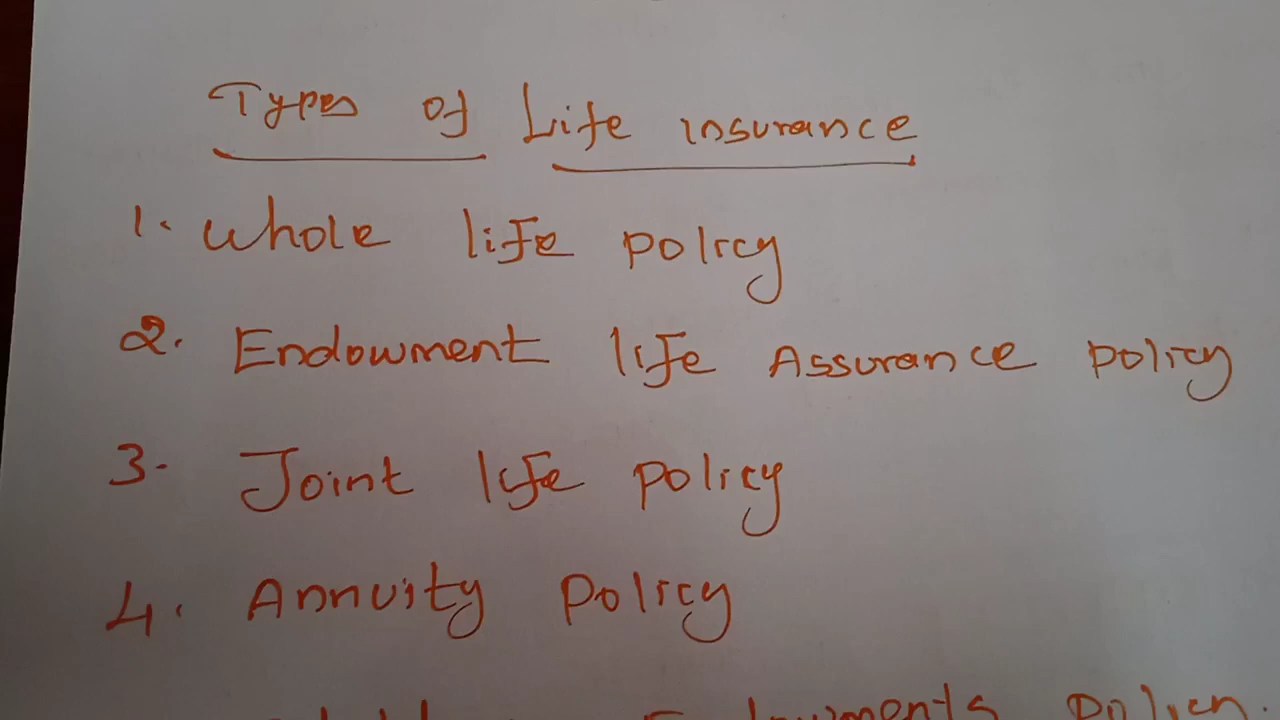 Types of Life insurance
1. Whole life policy
2. Endowment life Assurance policy
3. Joint life policy
4. Annuity policy